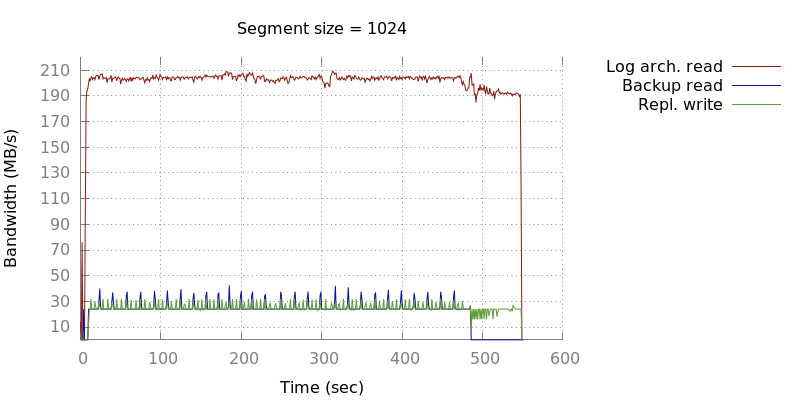 Segment size = 1024
210
190
170
150
130
110
90
70
50
30
10
Bandwidth (MB/s)
0 100 200 300 400 500 600
Time (sec)
Log arch. read
Backup read
Repl. write